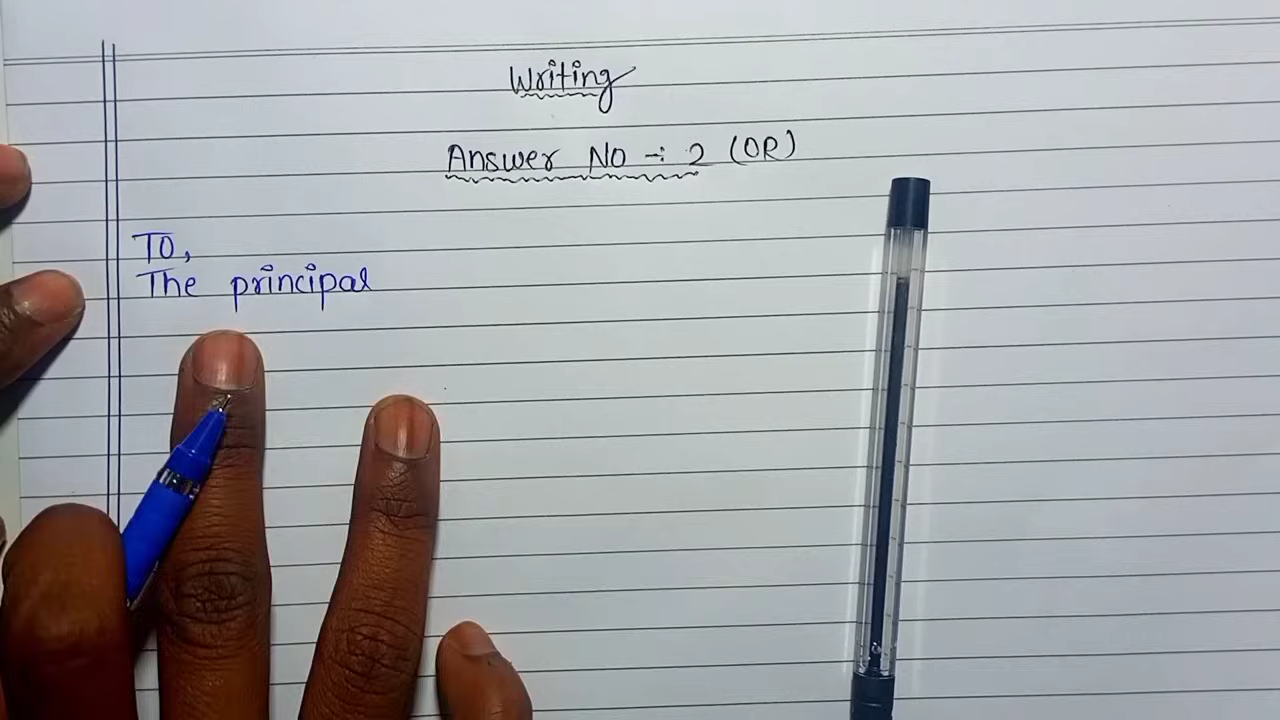 Writing
Answer No -: 2 (OR)
To,
The principal